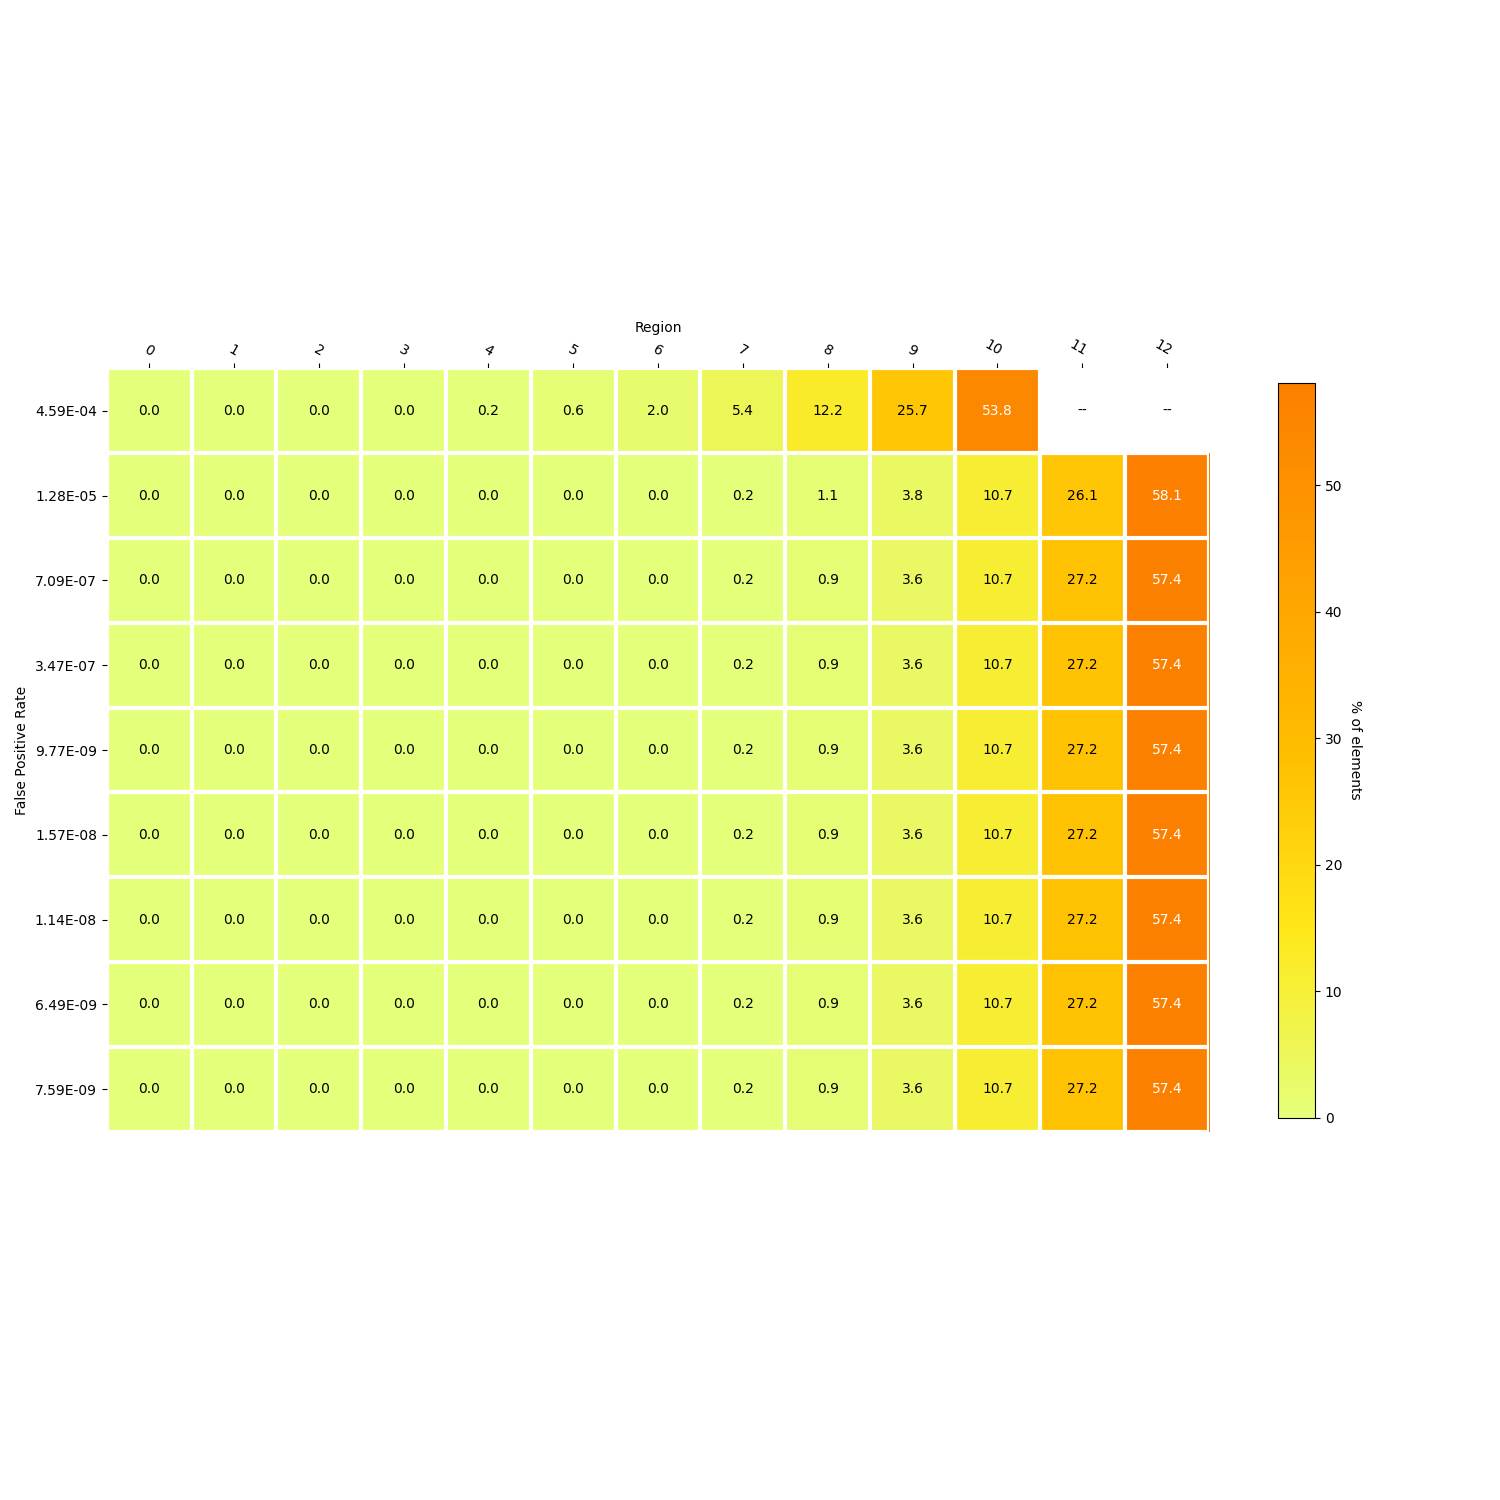 Region
0 1 2 3 4 5 6 7 8 9 10 11 12
4.59E-04 0.0 0.0 0.0 0.0 0.2 0.6 2.0 5.4 12.2 25.7 53.8 -- --
1.28E-05 0.0 0.0 0.0 0.0 0.0 0.0 0.0 0.2 1.1 3.8 10.7 26.1 58.1
7.09E-07 0.0 0.0 0.0 0.0 0.0 0.0 0.0 0.2 0.9 3.6 10.7 27.2 57.4
3.47E-07 0.0 0.0 0.0 0.0 0.0 0.0 0.0 0.2 0.9 3.6 10.7 27.2 57.4
9.77E-09 0.0 0.0 0.0 0.0 0.0 0.0 0.0 0.2 0.9 3.6 10.7 27.2 57.4
1.57E-08 0.0 0.0 0.0 0.0 0.0 0.0 0.0 0.2 0.9 3.6 10.7 27.2 57.4
1.14E-08 0.0 0.0 0.0 0.0 0.0 0.0 0.0 0.2 0.9 3.6 10.7 27.2 57.4
6.49E-09 0.0 0.0 0.0 0.0 0.0 0.0 0.0 0.2 0.9 3.6 10.7 27.2 57.4
7.59E-09 0.0 0.0 0.0 0.0 0.0 0.0 0.0 0.2 0.9 3.6 10.7 27.2 57.4
False Positive Rate
50
40
30
20
10
0
% of elements